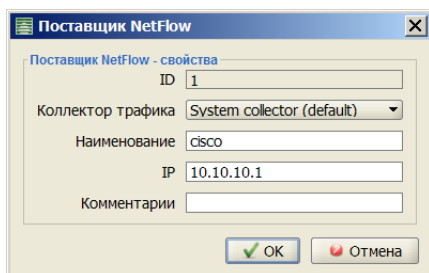 Поставщик NetFlow
Поставщик NetFlow - свойства
ID 1
Коллектор трафика System collector (default)
Наименование cisco
IP 10.10.10.1
Комментарии
OK Отмена